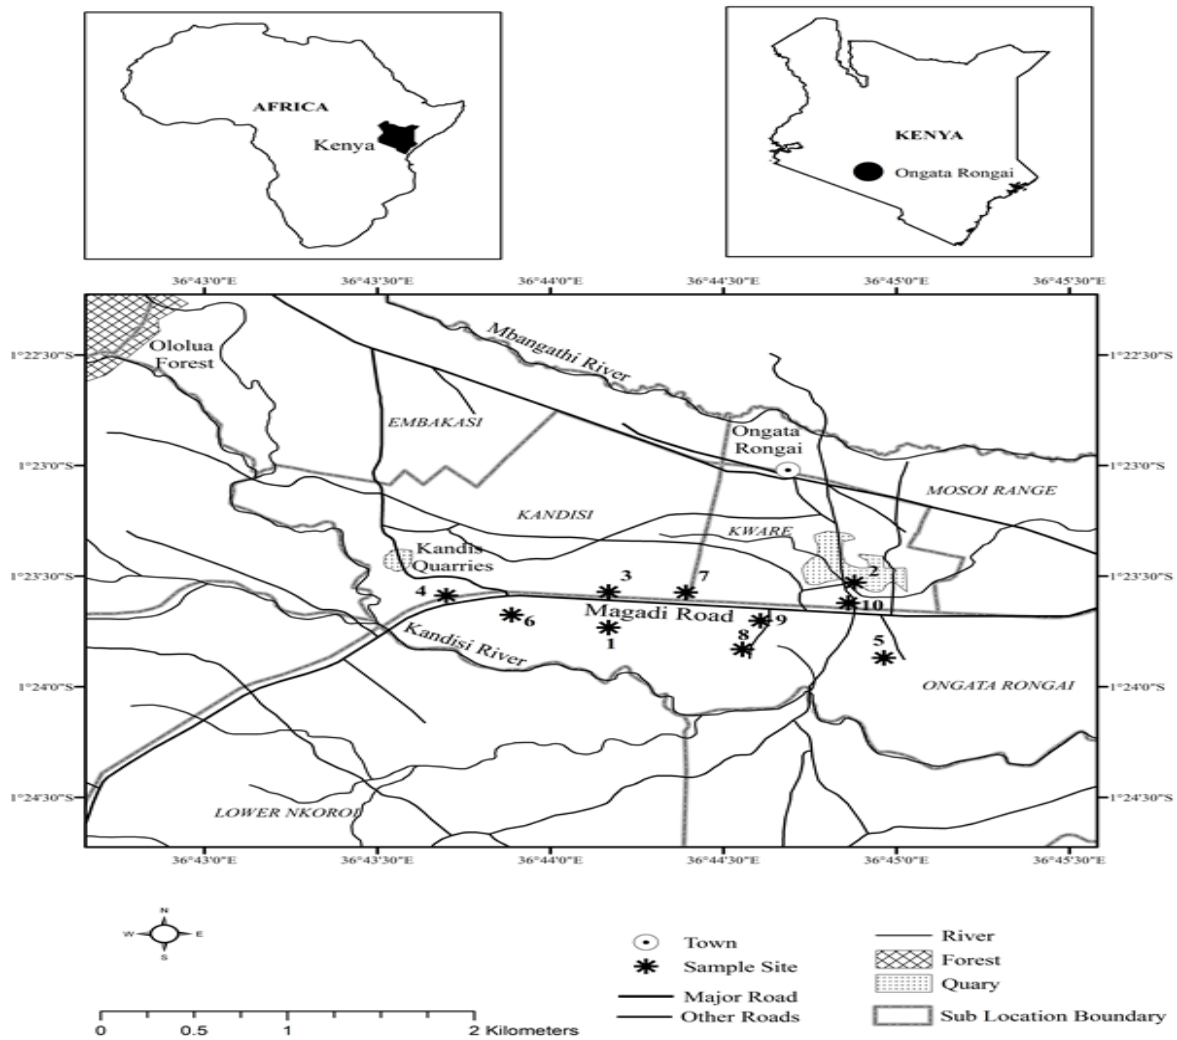 AFRICA
Kenya
KENYA
Ongata Rongai
36°43'0"E
36°43'30"E
36°44'0"E
36°44'30"E
36°45'0"E
36°45'30"E
Mbangathi River
Ololua
Forest
1°22'30"S
1°22'30"S
EMBAKASI
Ongata
Rongai
1°23'0"S
1°23'0"S
MOSOI RANGE
KANDISI
KWARE
Kandis
Quarries
1°23'30"S
1°23'30"S
4
3
7
2
10
Magadi Road
6
1
9
8
5
Kandisi River
1°24'0"S
1°24'0"S
ONGATA RONGAI
1°24'30"S
1°24'30"S
LOWER NKOROI
36°43'0"E
36°43'30"E
36°44'0"E
36°44'30"E
36°45'0"E
36°45'30"E
N
W
E
S
Town
Sample Site
Major Road
Other Roads
River
Forest
Quary
Sub Location Boundary
0
0.5
1
2 Kilometers